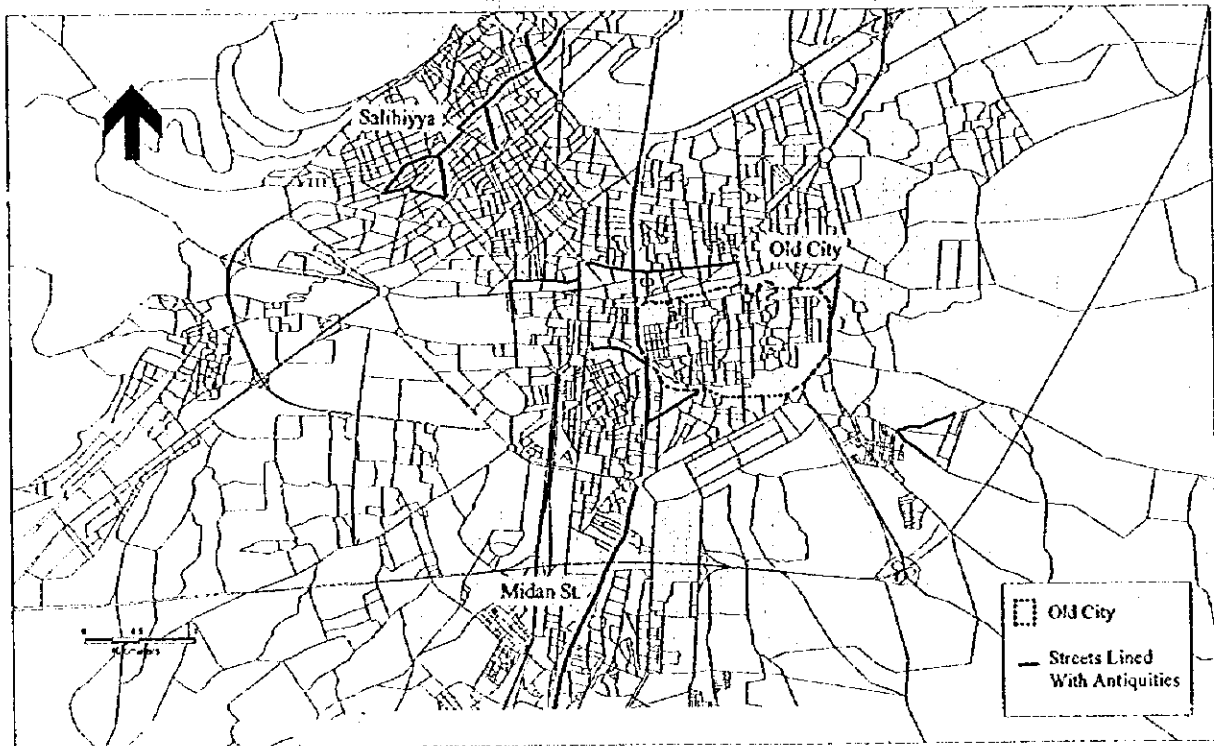 Salihiyya
Old City
Midan St.
Old City
Streets Lined
With Antiquities